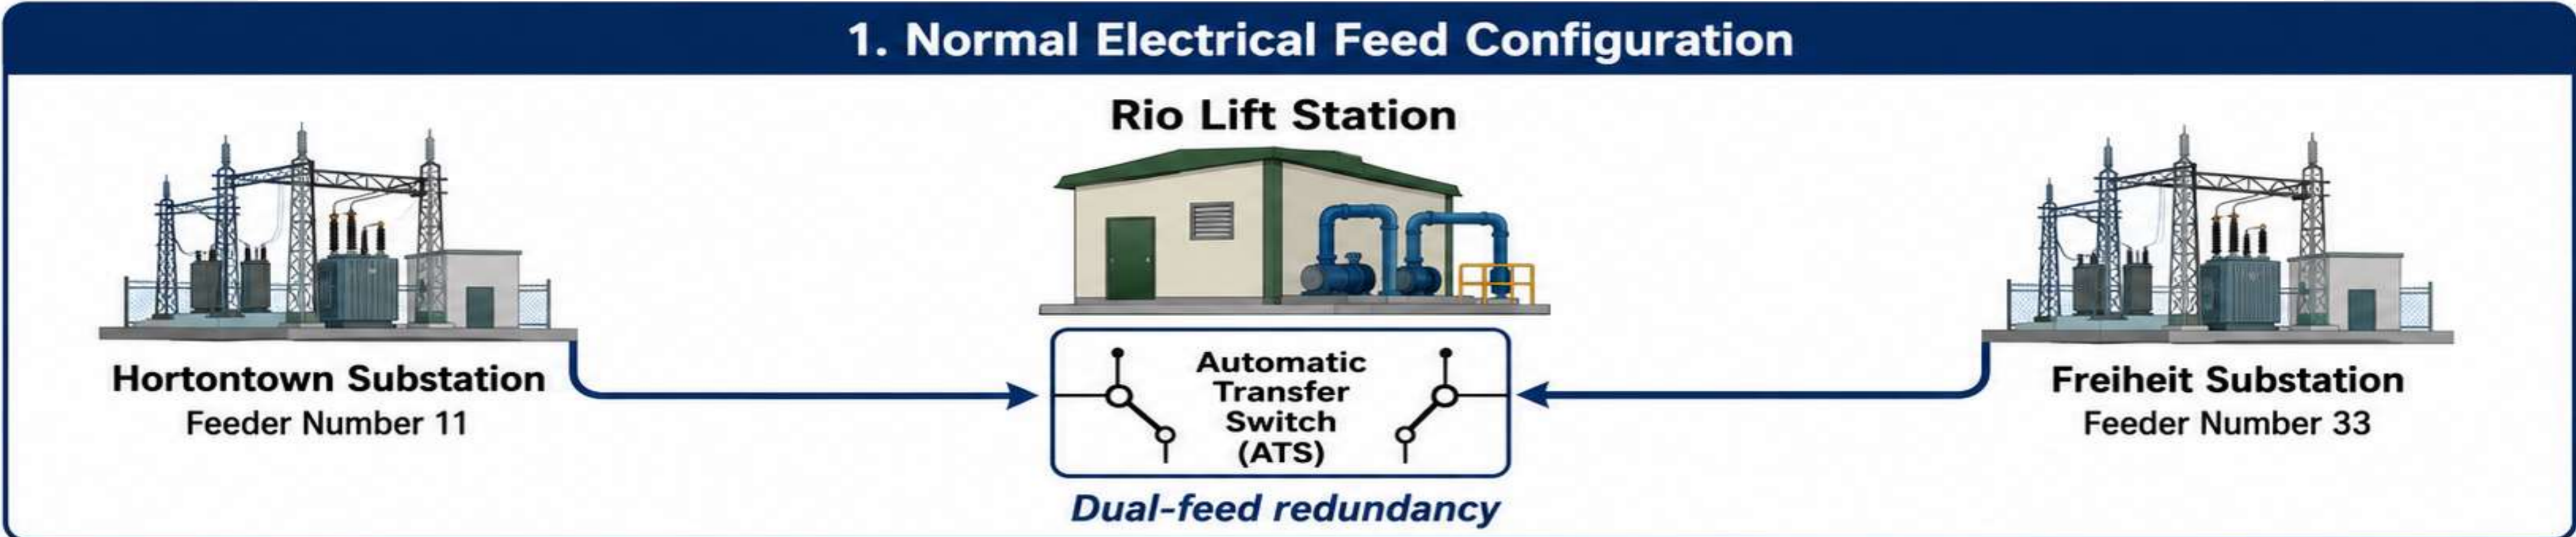 1. Normal Electrical Feed Configuration
Rio Lift Station
Hortontown Substation
Feeder Number 11
Automatic
Transfer
Switch
(ATS)
Dual-feed redundancy
Freiheit Substation
Feeder Number 33